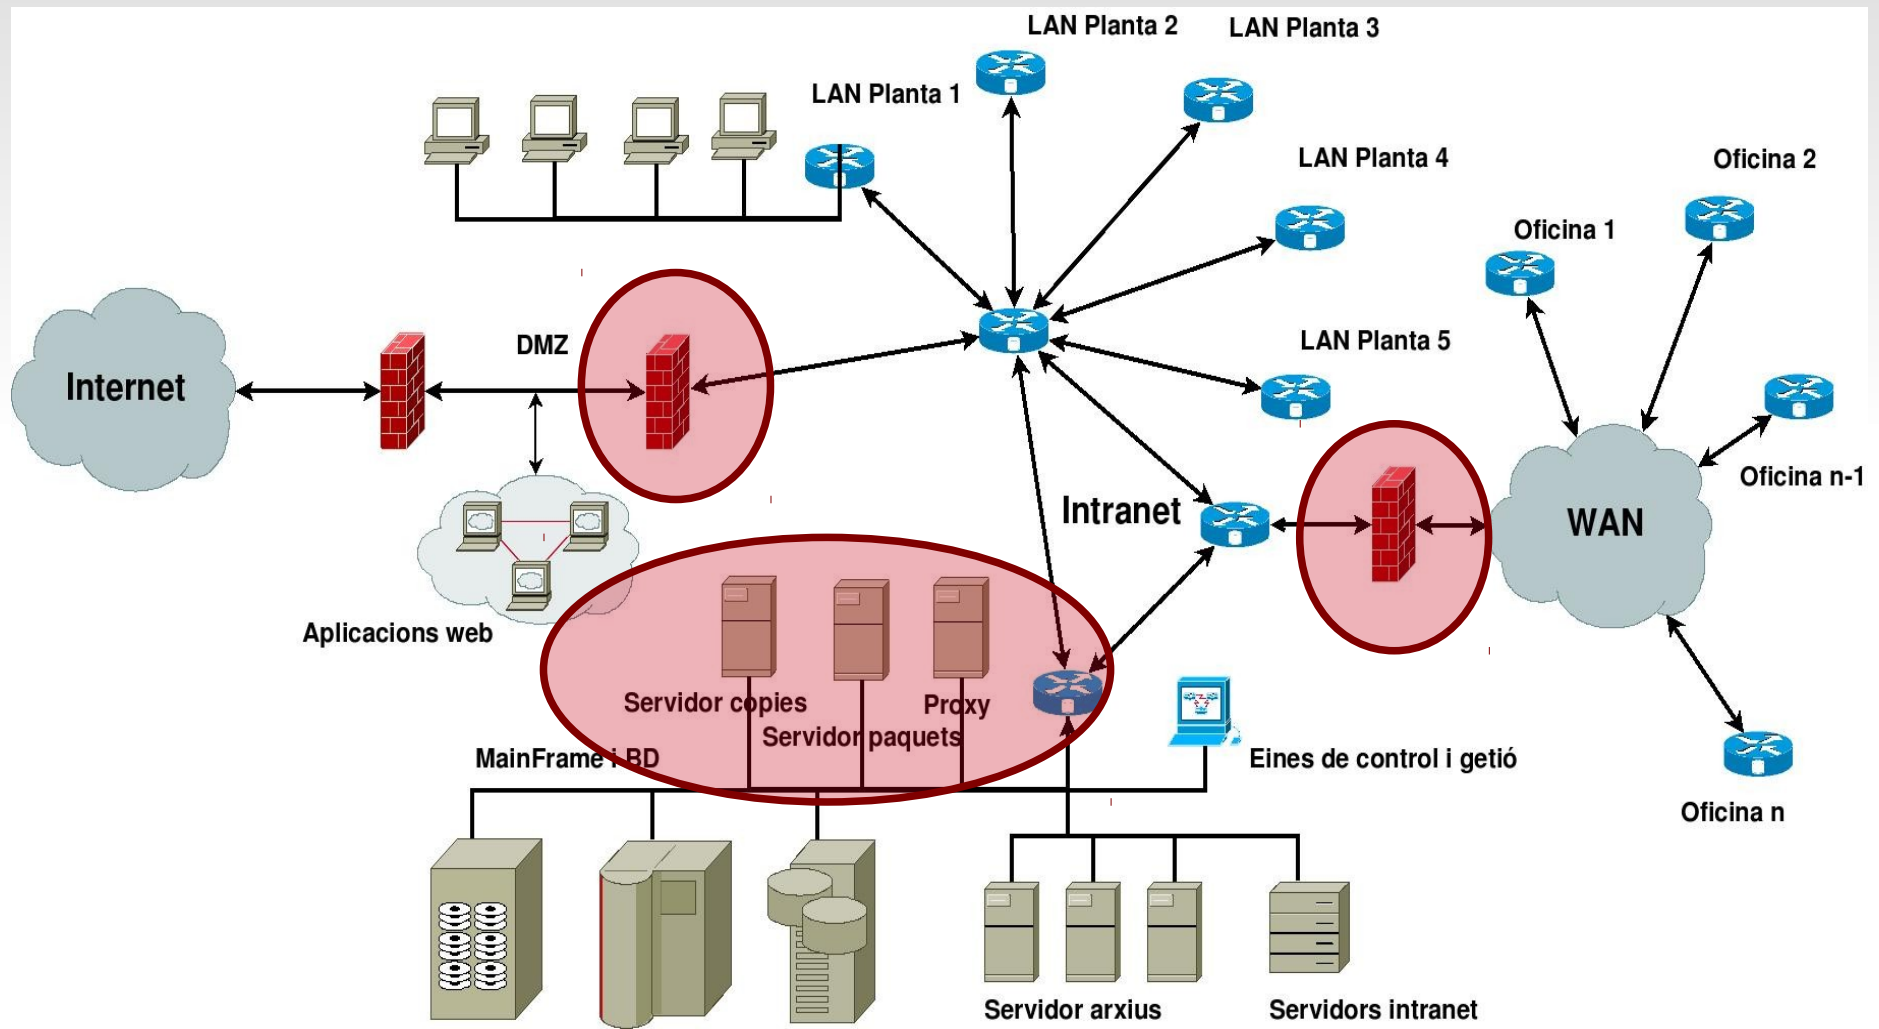 LAN Planta 2
LAN Planta 3
LAN Planta 1
LAN Planta 4
Oficina 2
Oficina 1
DMZ
LAN Planta 5
Internet
Oficina n-1
Intranet
WAN
Aplicacions web
Servidor copies
Proxy
Servidor paquets
MainFrame i BD
Eines de control i getió
Oficina n
Servidor arxius
Servidors intranet